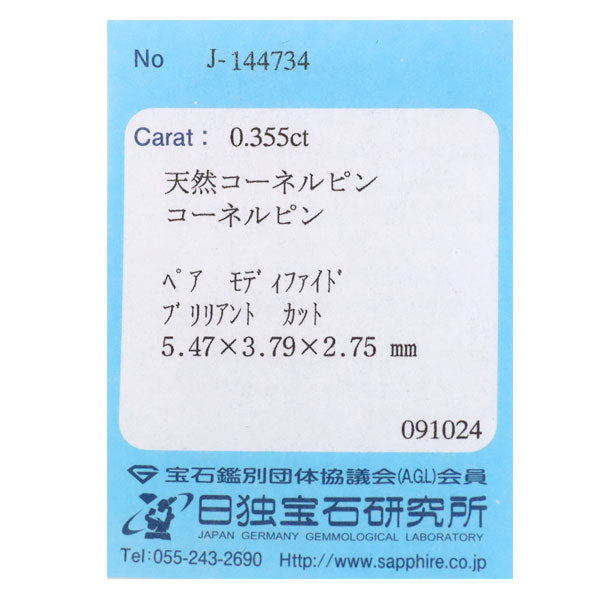 No J-144734
Carat : 0.355ct
天然コーネルピン
コーネルピン
ﾍﾟｱ ﾓﾃﾞｨﾌｧｲﾄﾞ
ﾌﾞﾘﾘｱﾝﾄ ｶｯﾄ
5.47×3.79×2.75 mm
091024
宝石鑑別団体協議会(A.G.L)会員
日独宝石研究所
JAPAN GERMANY GEMMOLOGICAL LABORATORY
Tel:055-243-2690 Http://www.sapphire.co.jp